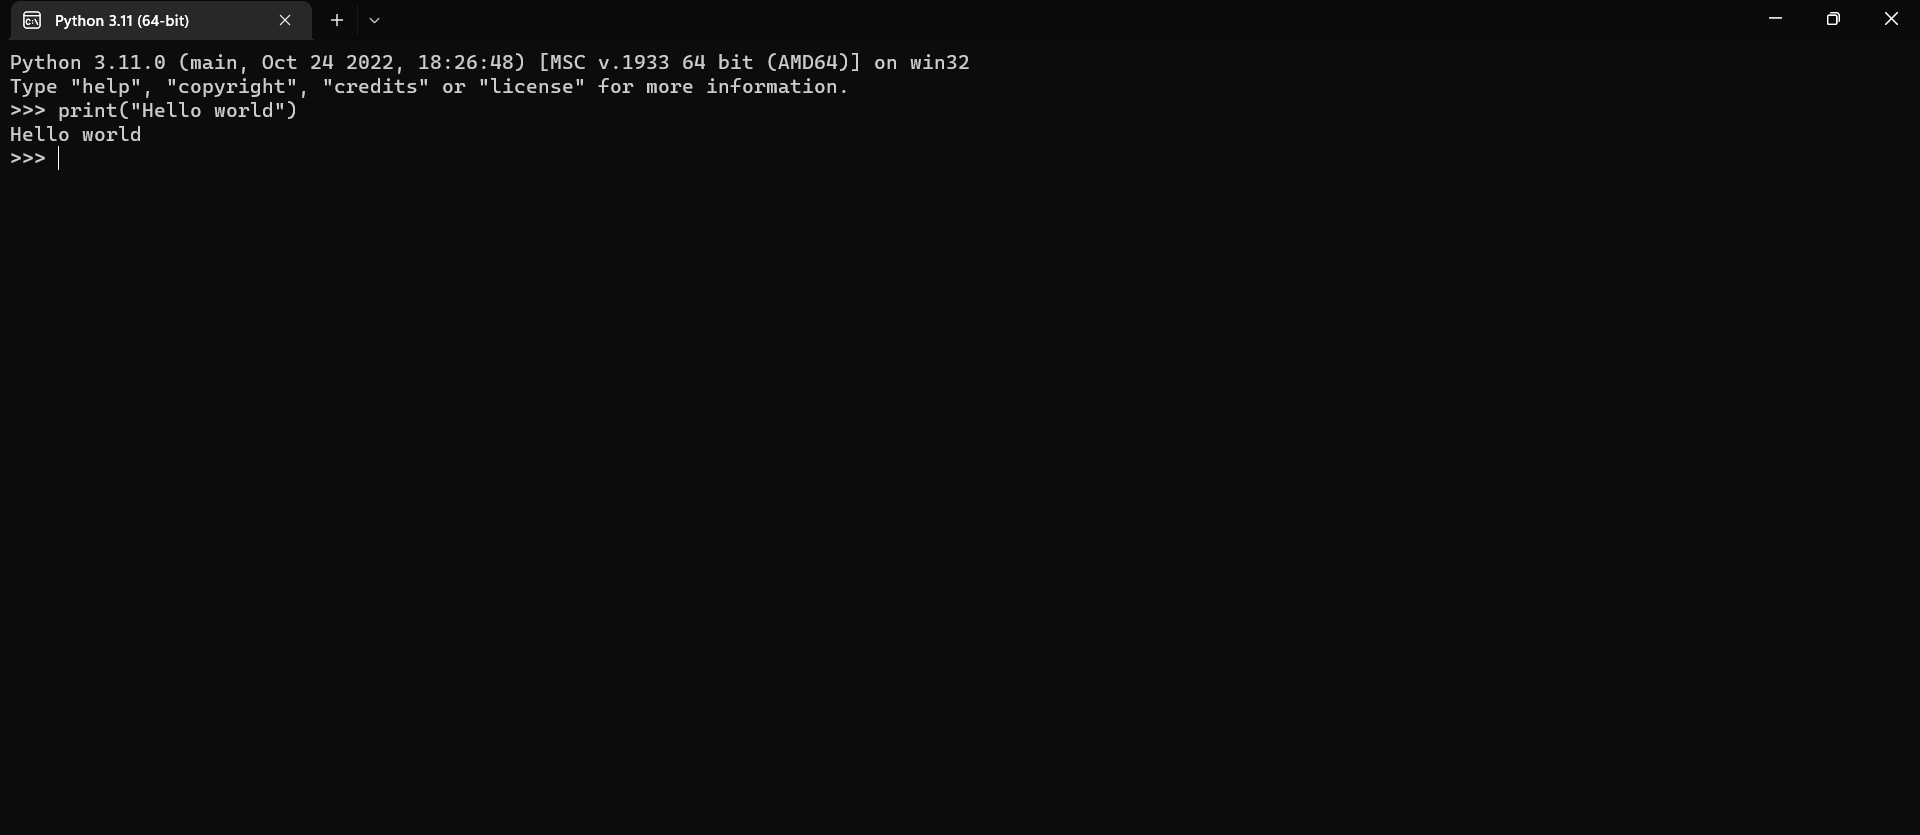 Python 3.11 (64-bit)
Python 3.11.0 (main, Oct 24 2022, 18:26:48) [MSC v.1933 64 bit (AMD64)] on win32
Type "help", "copyright", "credits" or "license" for more information.
>>> print("Hello world")
Hello world
>>>